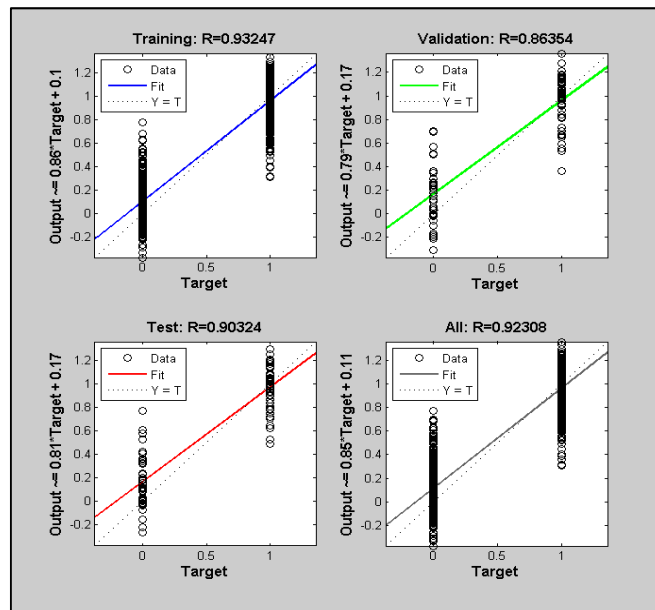 Training: R=0.93247
Output ~= 0.86*Target + 0.1
1.2
1
0.8
0.6
0.4
0.2
0
-0.2
Data
Fit
Y = T
0
0.5
1
Target
Validation: R=0.86354
Output ~= 0.79*Target + 0.17
1.2
1
0.8
0.6
0.4
0.2
0
-0.2
Data
Fit
Y = T
0
0.5
1
Target
Test: R=0.90324
Output ~= 0.81*Target + 0.17
1.2
1
0.8
0.6
0.4
0.2
0
-0.2
Data
Fit
Y = T
0
0.5
1
Target
All: R=0.92308
Output ~= 0.85*Target + 0.11
1.2
1
0.8
0.6
0.4
0.2
0
-0.2
Data
Fit
Y = T
0
0.5
1
Target